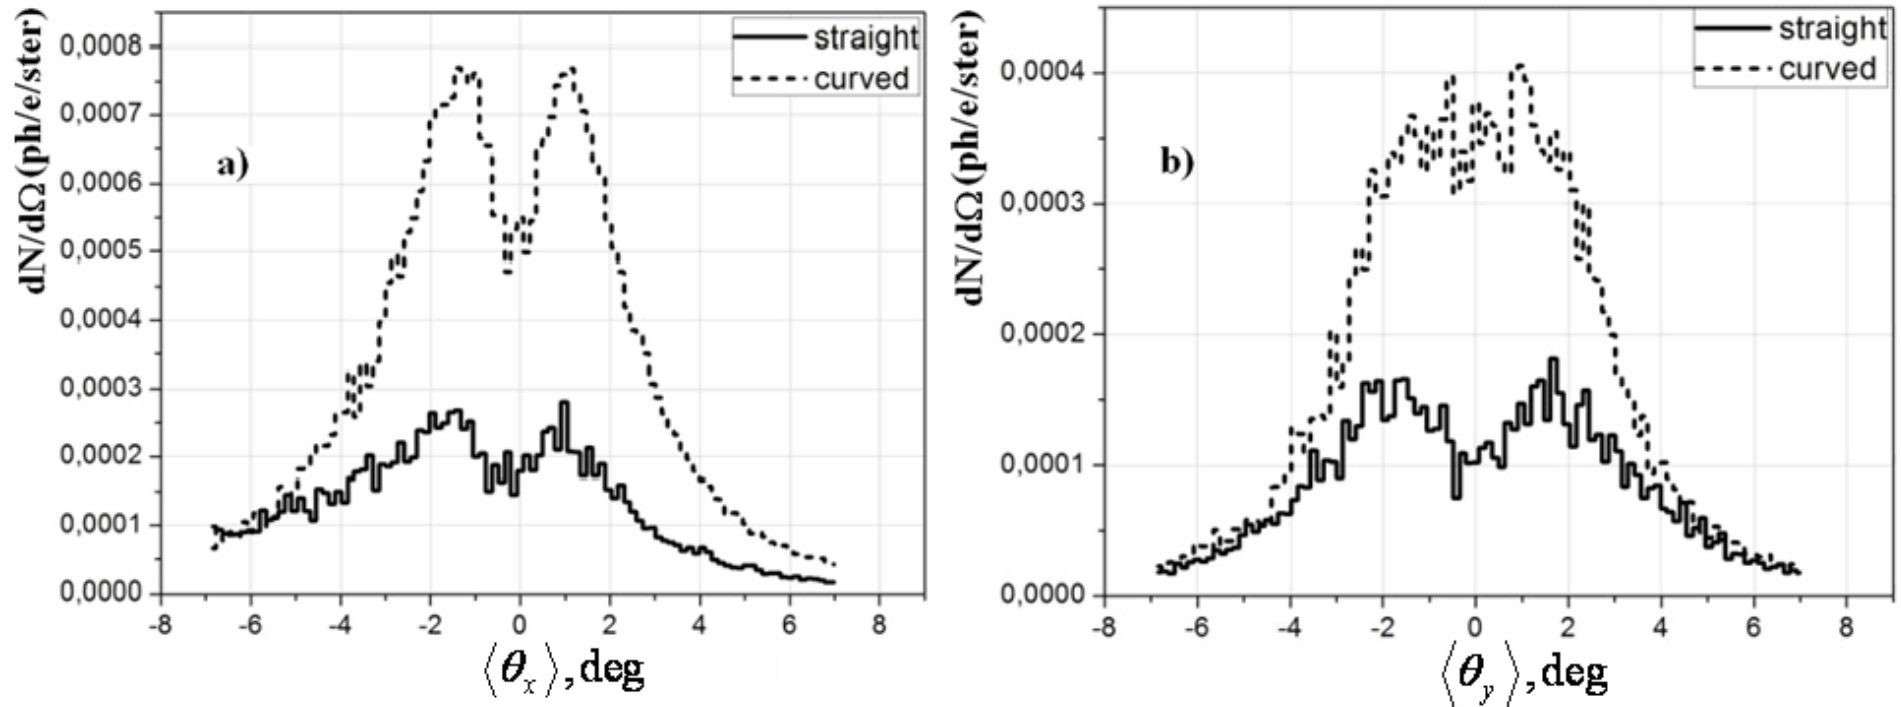 dN/dΩ(ph/e/ster)
0,0008
0,0007
0,0006
0,0005
0,0004
0,0003
0,0002
0,0001
0,0000
-8 -6 -4 -2 0 2 4 6 8
⟨θx⟩, deg
a)
straight
curved
dN/dΩ(ph/e/ster)
0,0004
0,0003
0,0002
0,0001
0,0000
-8 -6 -4 -2 0 2 4 6 8
⟨θy⟩, deg
b)
straight
curved